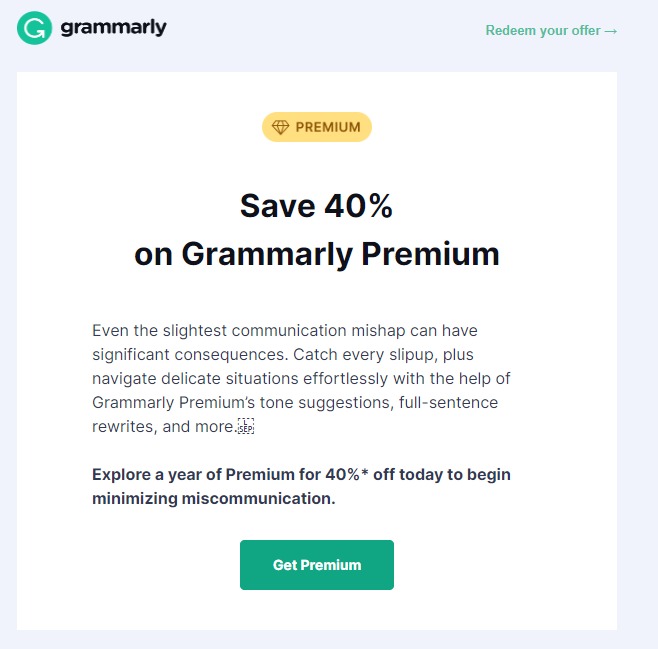 grammarly
Redeem your offer →
PREMIUM
Save 40%
on Grammarly Premium
Even the slightest communication mishap can have
significant consequences. Catch every slipup, plus
navigate delicate situations effortlessly with the help of
Grammarly Premium’s tone suggestions, full-sentence
rewrites, and more.
Explore a year of Premium for 40%* off today to begin
minimizing miscommunication.
Get Premium